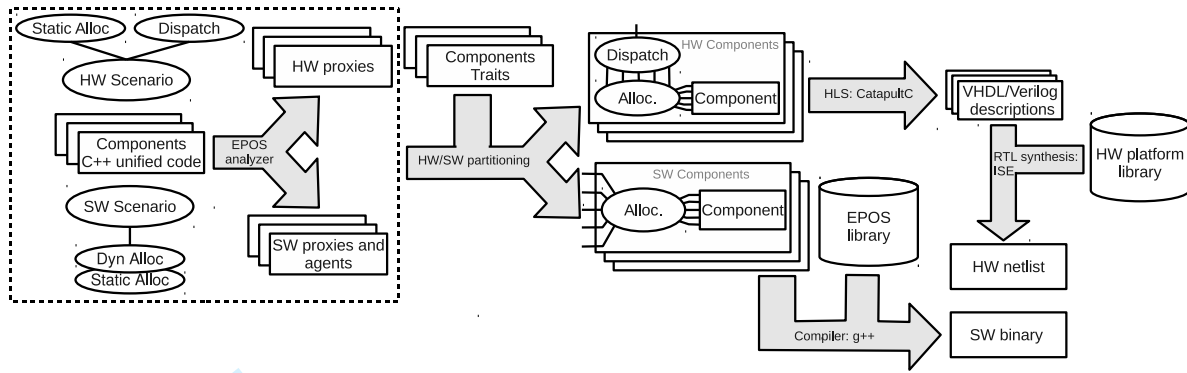 Static Alloc
Dispatch
HW Scenario
HW proxies
Components
C++ unified code
EPOS
analyzer
SW Scenario
Dyn Alloc
Static Alloc
SW proxies and
agents
Components
Traits
HW/SW partitioning
HW Components
Dispatch
Alloc.
Component
SW Components
Alloc.
Component
HLS: CatapultC
VHDL/Verilog
descriptions
RTL synthesis:
ISE
HW platform
library
EPOS
library
HW netlist
Compiler: g++
SW binary